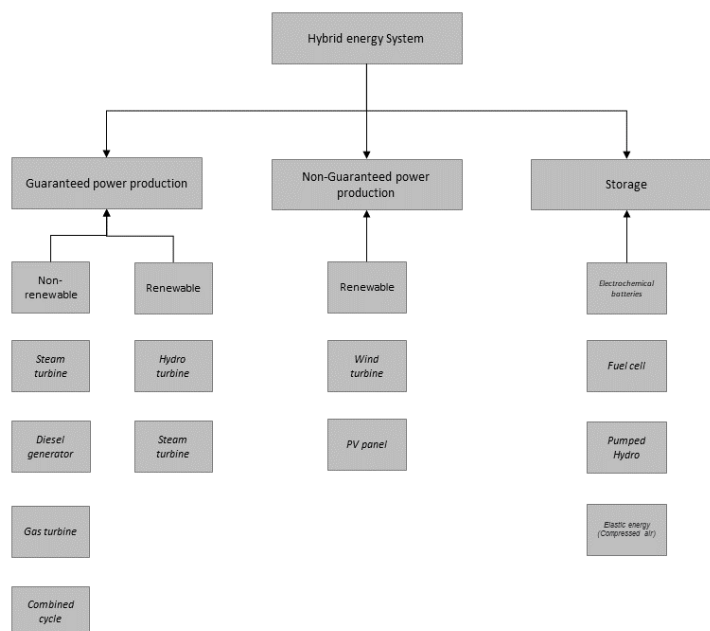 Hybrid energy System
Guaranteed power production
Non-Guaranteed power
production
Storage
Non-
renewable
Renewable
Renewable
Electrochemical
batteries
Steam
turbine
Hydro
turbine
Wind
turbine
Fuel cell
Diesel
generator
Steam
turbine
PV panel
Pumped
Hydro
Gas turbine
Elastic energy
(Compressed air)
Combined
cycle